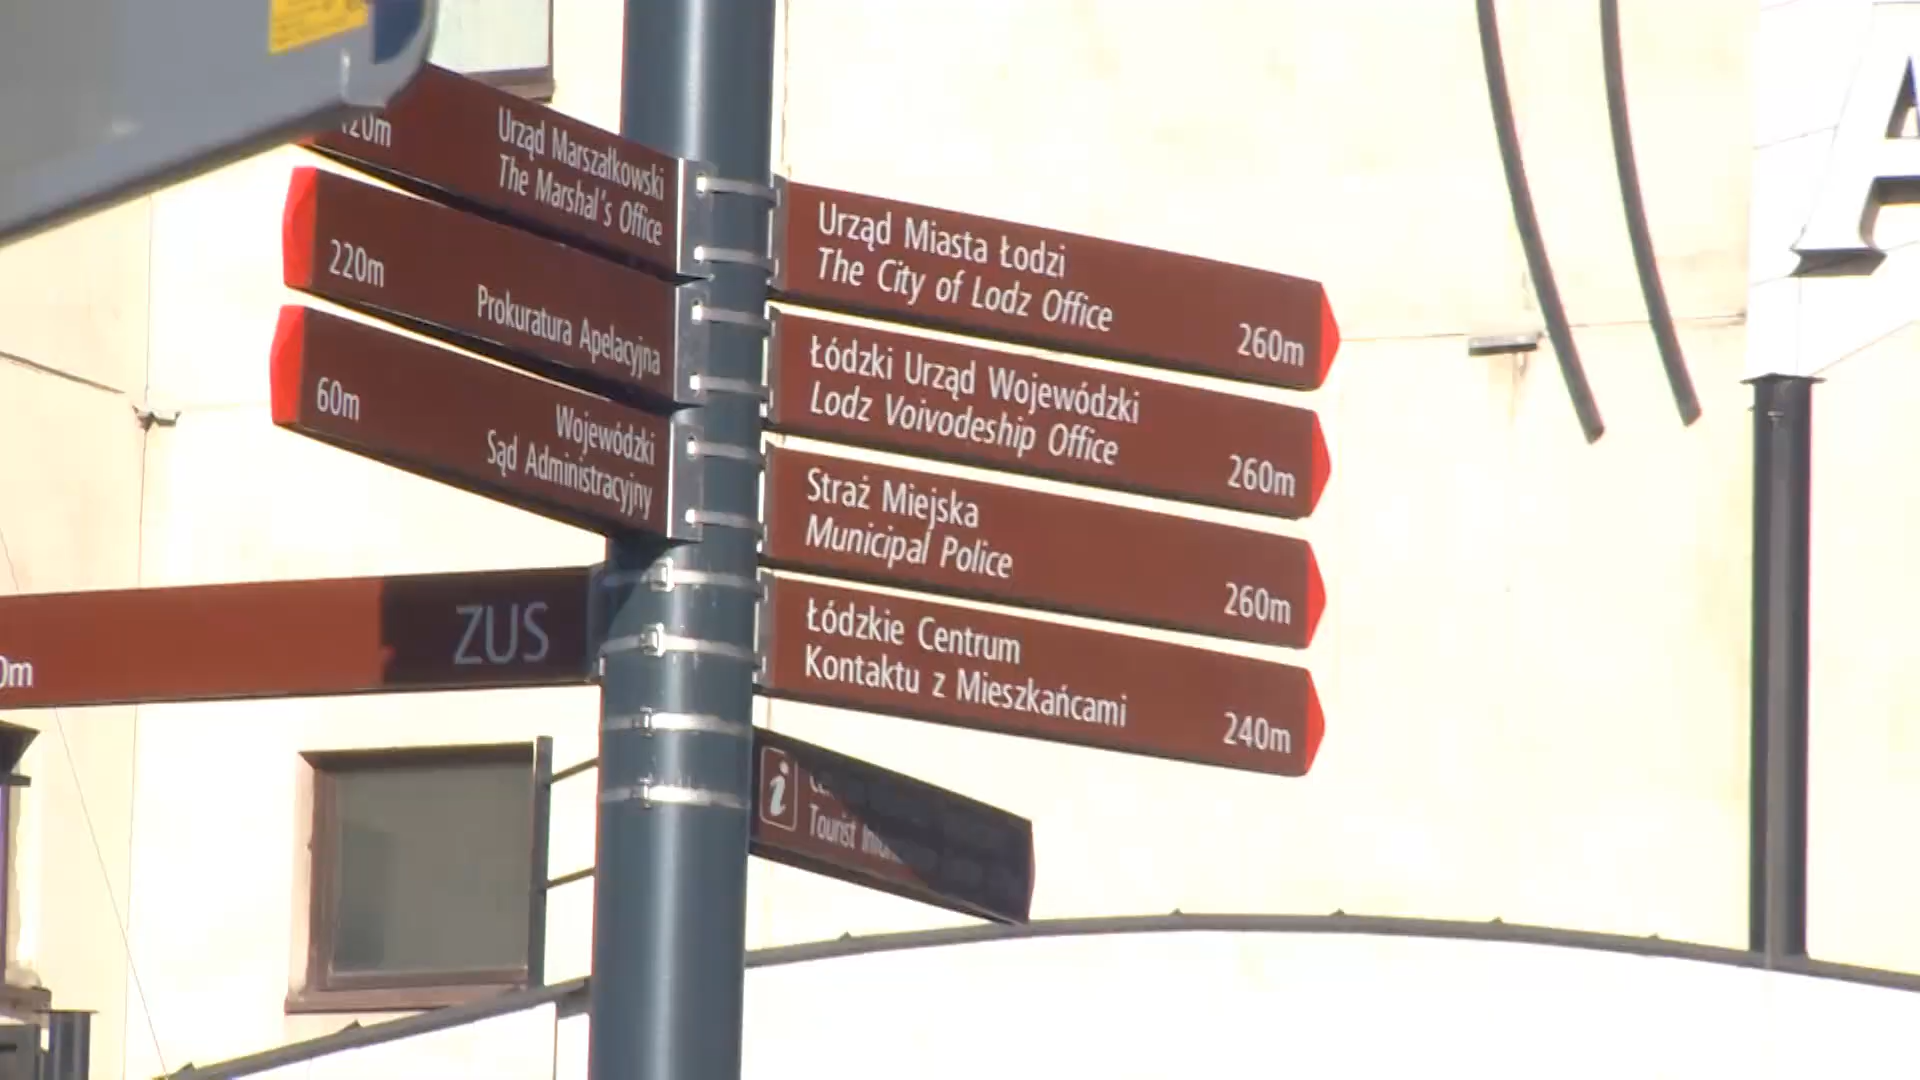 Urząd Marszałkowski
The Marshal's Office
220m
Prokuratura Apelacyjna
60m
Wojewódzki
Sąd Administracyjny
ZUS
Urząd Miasta Łodzi
The City of Lodz Office
260m
Łódzki Urząd Wojewódzki
Lodz Voivodeship Office
260m
Straż Miejska
Municipal Police
260m
Łódzkie Centrum
Kontaktu z Mieszkańcami
240m
i
Tourist
A